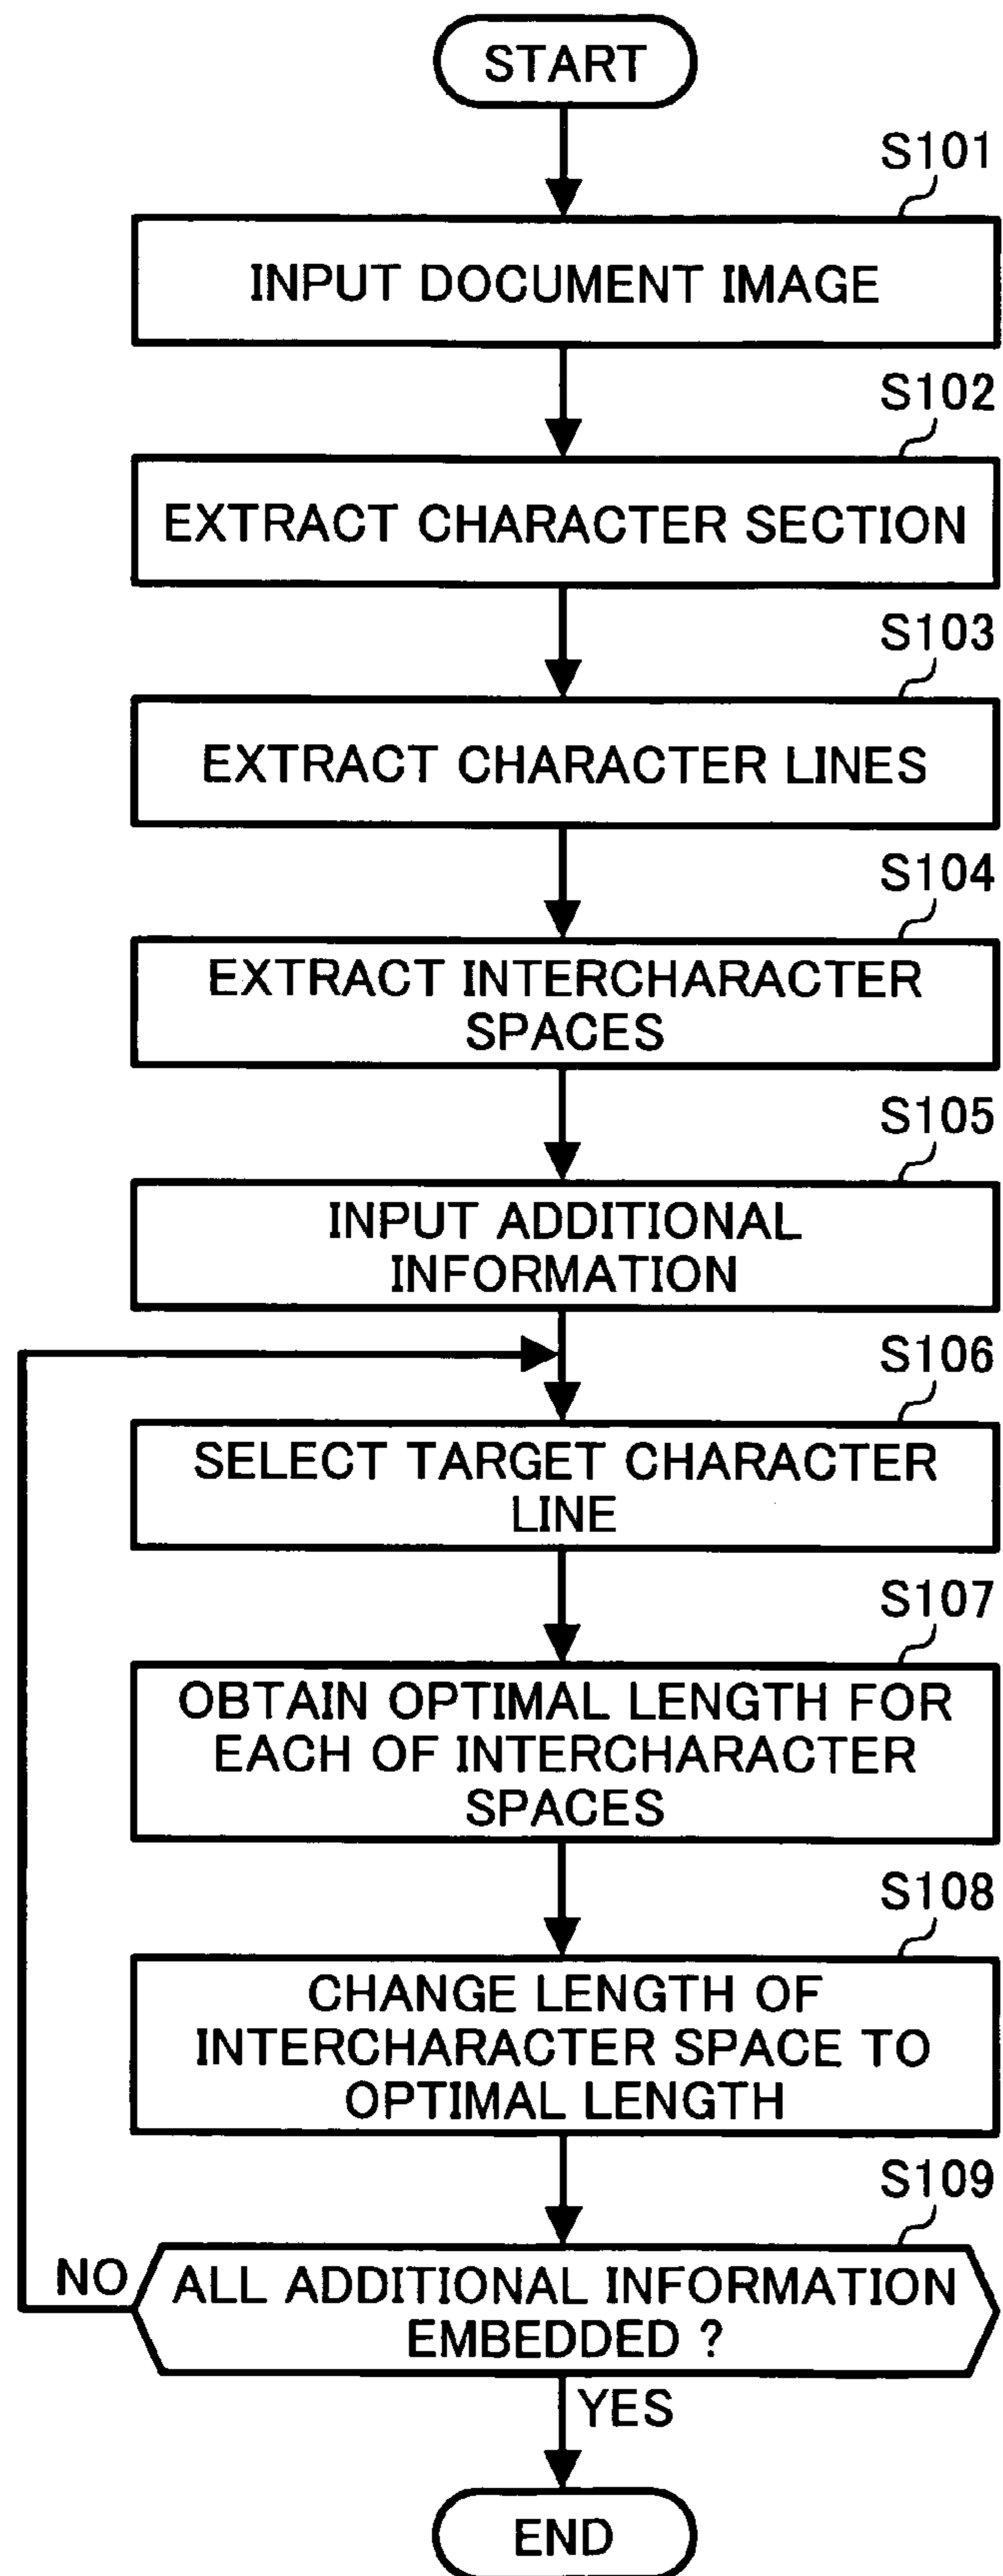 START
S101
INPUT DOCUMENT IMAGE
S102
EXTRACT CHARACTER SECTION
S103
EXTRACT CHARACTER LINES
S104
EXTRACT INTERCHARACTER
SPACES
S105
INPUT ADDITIONAL
INFORMATION
S106
SELECT TARGET CHARACTER
LINE
S107
OBTAIN OPTIMAL LENGTH FOR
EACH OF INTERCHARACTER
SPACES
S108
CHANGE LENGTH OF
INTERCHARACTER SPACE TO
OPTIMAL LENGTH
S109
NO
ALL ADDITIONAL INFORMATION
EMBEDDED ?
YES
END